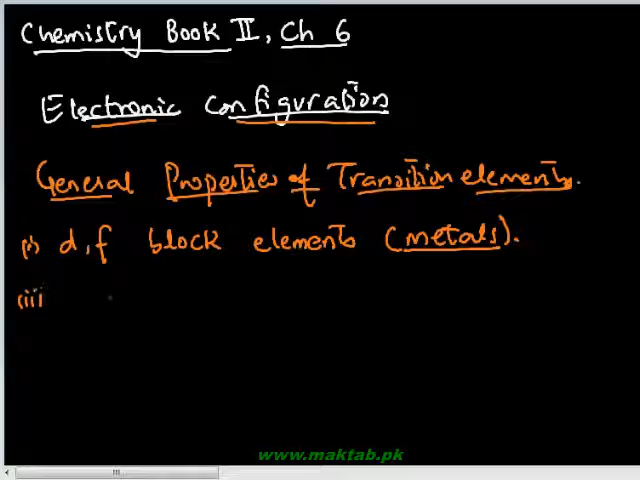 Chemistry Book II, Ch 6
Electronic Configuration
General Properties of Transition elements.
(i) d, f block elements (metals).
(ii
www.maktab.pk